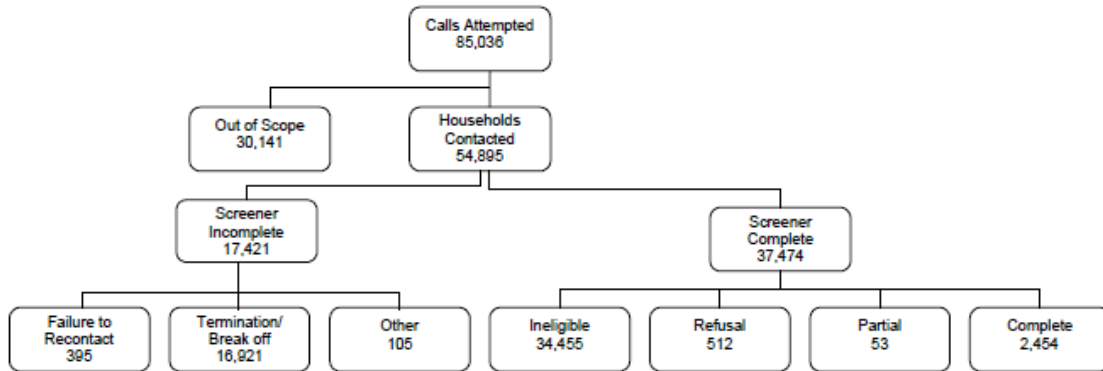 Calls Attempted
85,036
Out of Scope
30,141
Households
Contacted
54,895
Screener
Incomplete
17,421
Screener
Complete
37,474
Failure to
Recontact
395
Termination/
Break off
16,921
Other
105
Ineligible
34,455
Refusal
512
Partial
53
Complete
2,454